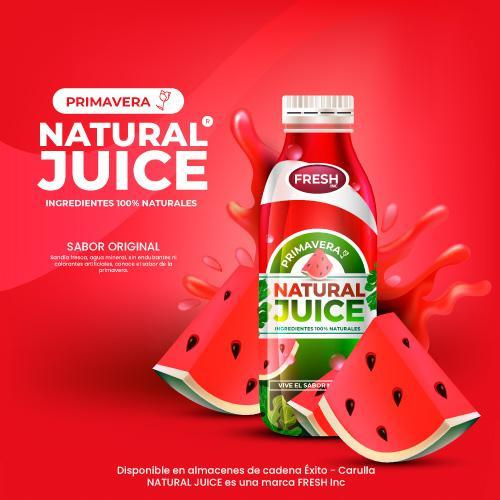 PRIMAVERA
NATURAL®
JUICE
INGREDIENTES 100% NATURALES
SABOR ORIGINAL
Sandía fresca, agua mineral, sin endulzantes ni
colorantes artificiales, conoce el sabor de la
primavera.
FRESH
INC
PRIMAVERA
NATURAL
JUICE
INGREDIENTES 100% NATURALES
VIVE EL SABOR!!
Disponible en almacenes de cadena Éxito - Carulla
NATURAL JUICE es una marca FRESH Inc